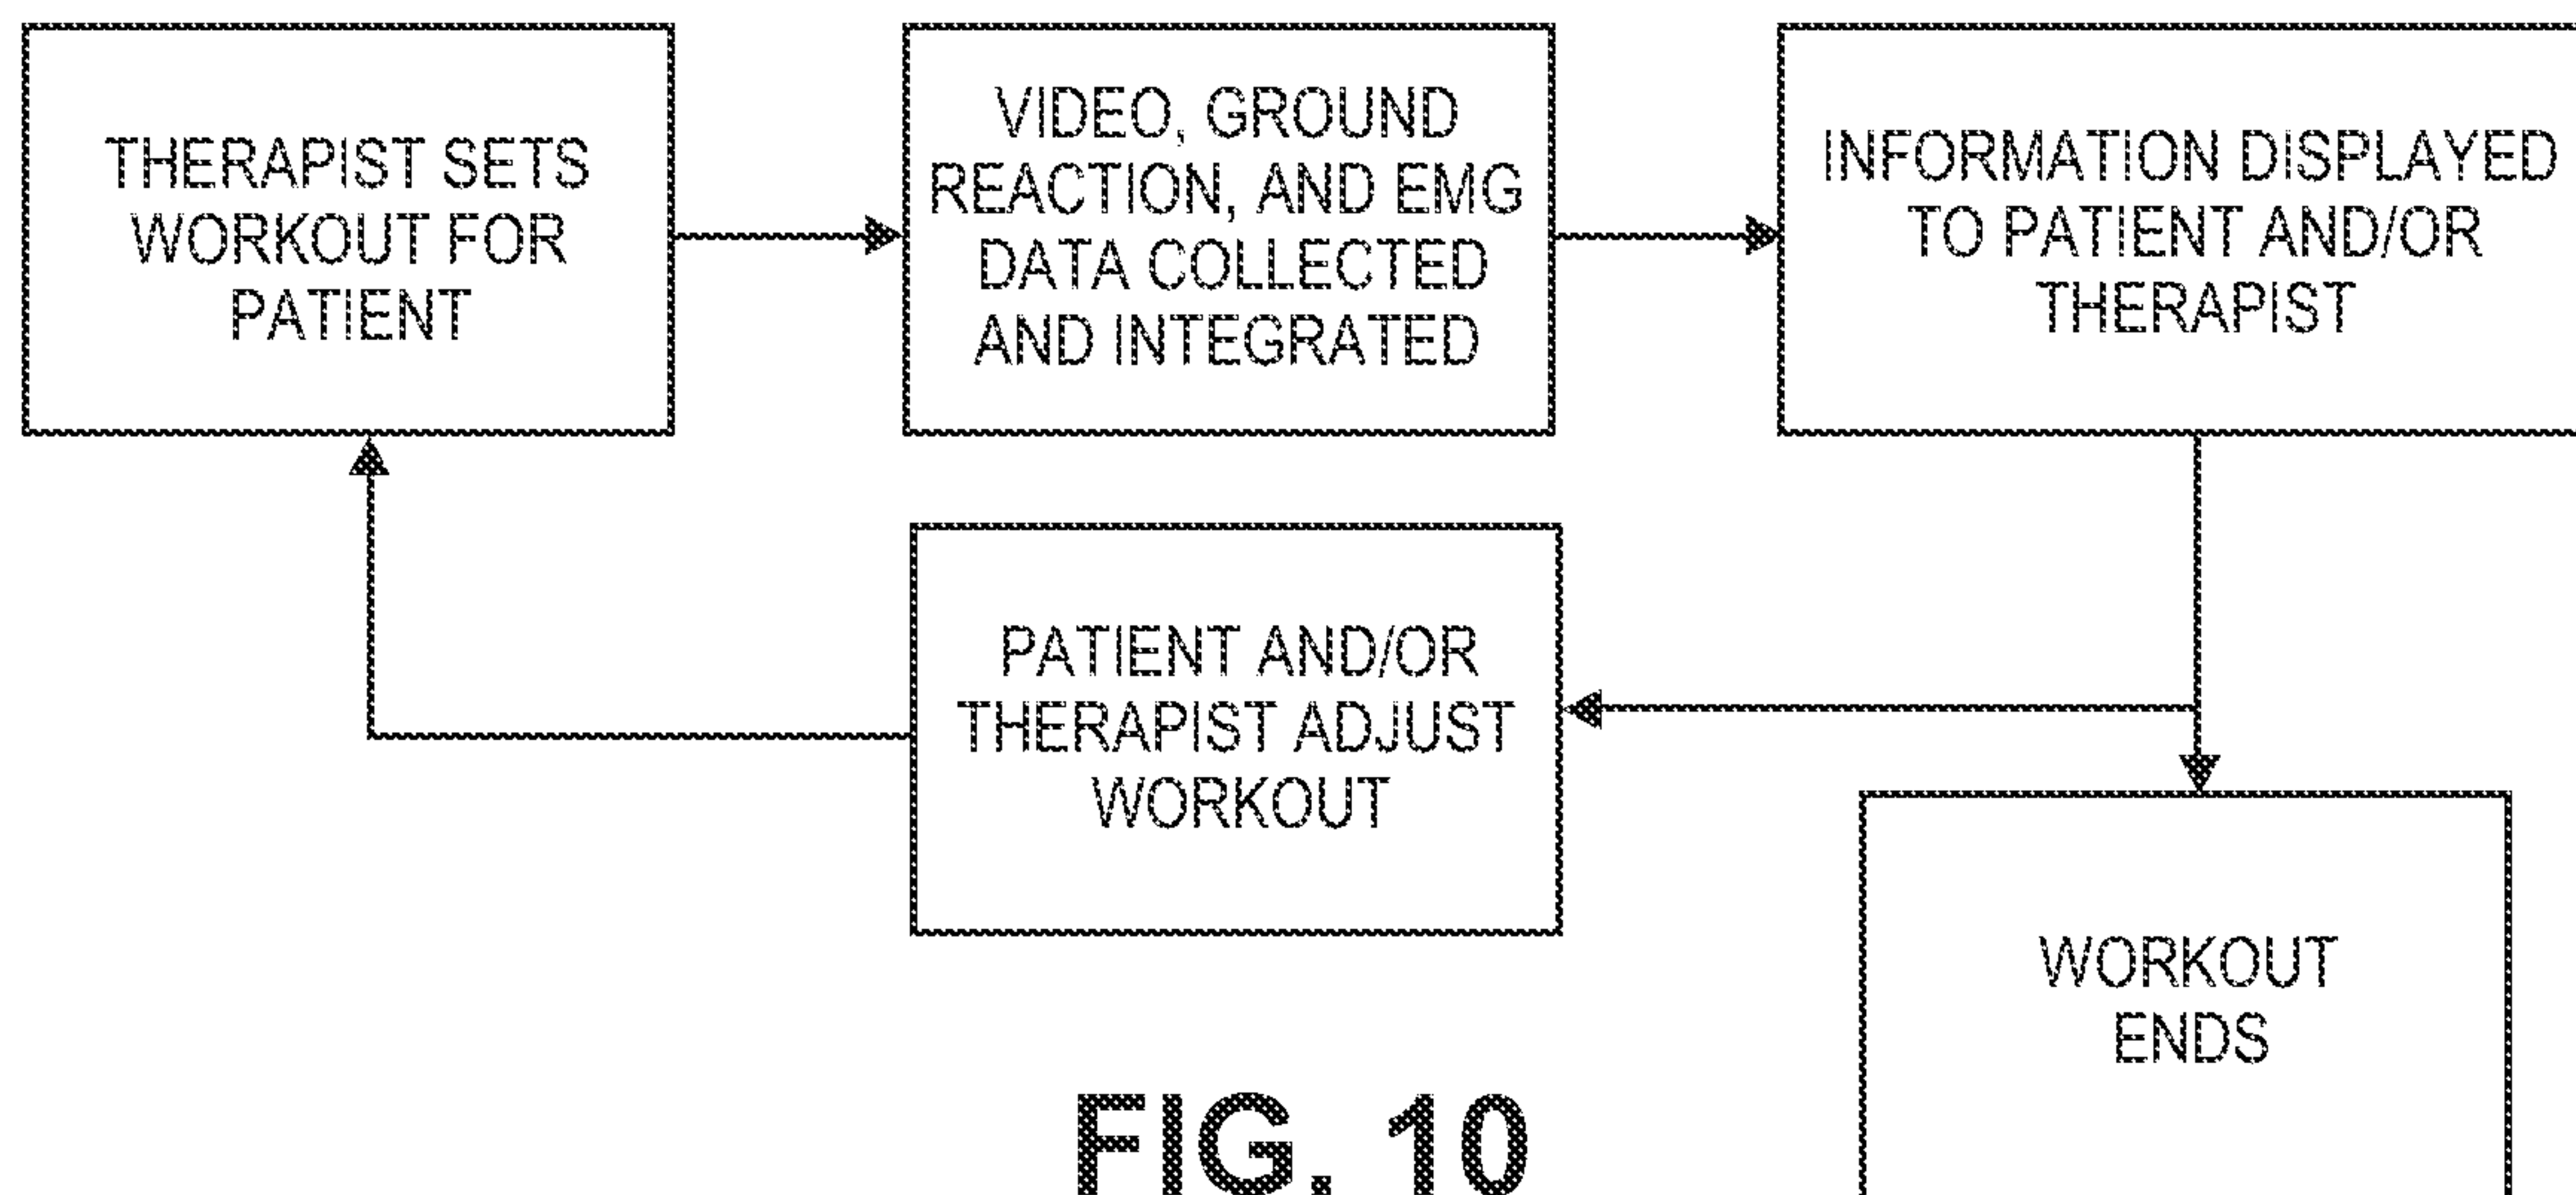 THERAPIST SETS
WORKOUT FOR
PATIENT
VIDEO, GROUND
REACTION, AND EMG
DATA COLLECTED
AND INTEGRATED
INFORMATION DISPLAYED
TO PATIENT AND/OR
THERAPIST
PATIENT AND/OR
THERAPIST ADJUST
WORKOUT
WORKOUT
ENDS
FIG. 10